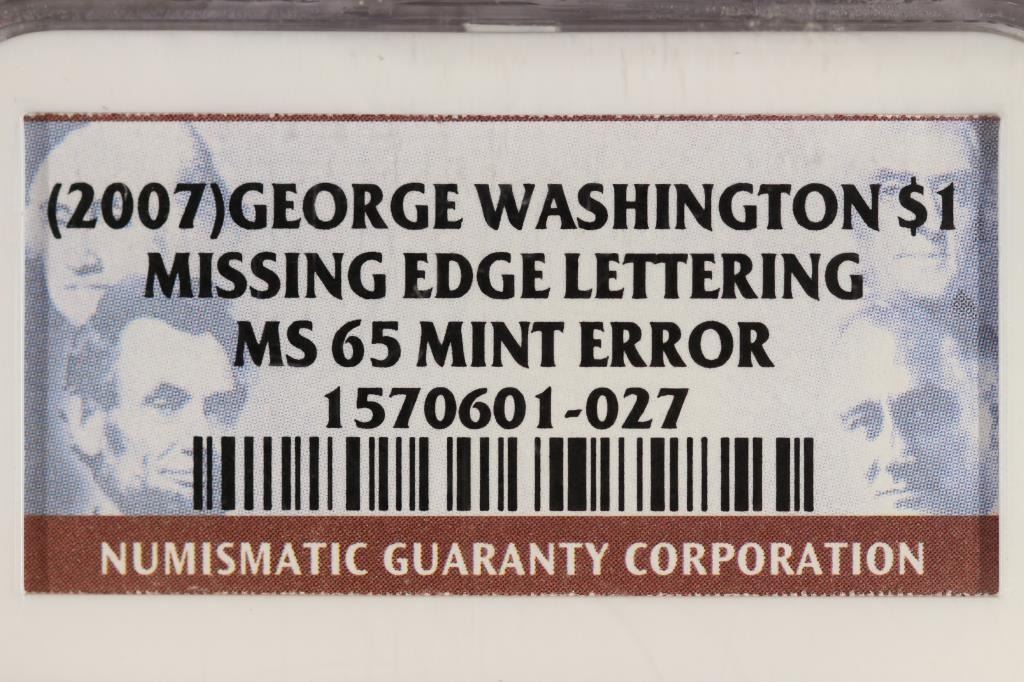 (2007)GEORGE WASHINGTON $1
MISSING EDGE LETTERING
MS 65 MINT ERROR
1570601-027
NUMISMATIC GUARANTY CORPORATION